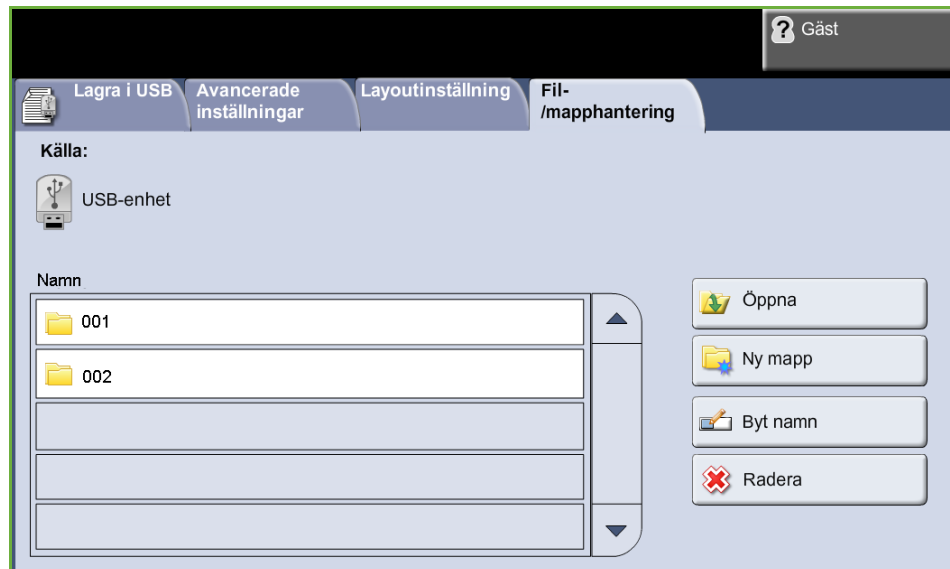 Gäst
Lagra i USB
Avancerade
inställningar
Layoutinställning
Fil-
/mapphantering
Källa:
USB-enhet
Namn
001
002
Öppna
Ny mapp
Byt namn
Radera